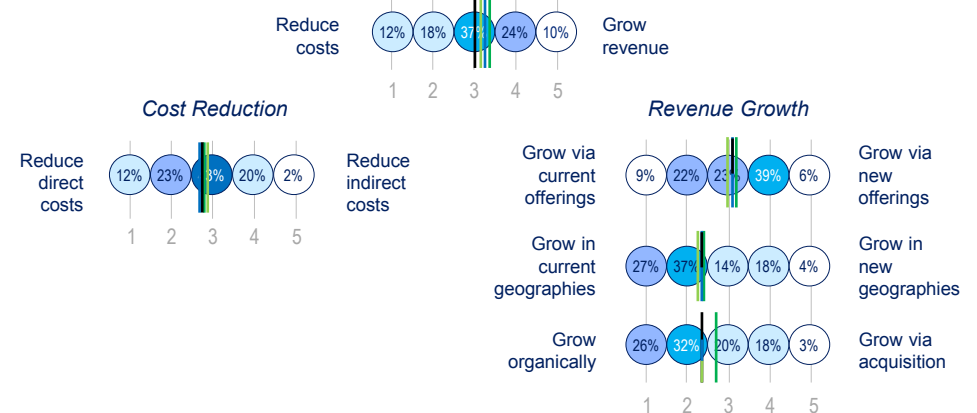 Reduce costs 12% 18% 37% 24% 10% Grow revenue
1 2 3 4 5
Cost Reduction
Reduce direct costs 12% 23% 3% 20% 2% Reduce indirect costs
1 2 3 4 5
Revenue Growth
Grow via current offerings 9% 22% 23% 39% 6% Grow via new offerings
Grow in current geographies 27% 37% 14% 18% 4% Grow in new geographies
Grow organically 26% 32% 20% 18% 3% Grow via acquisition
1 2 3 4 5